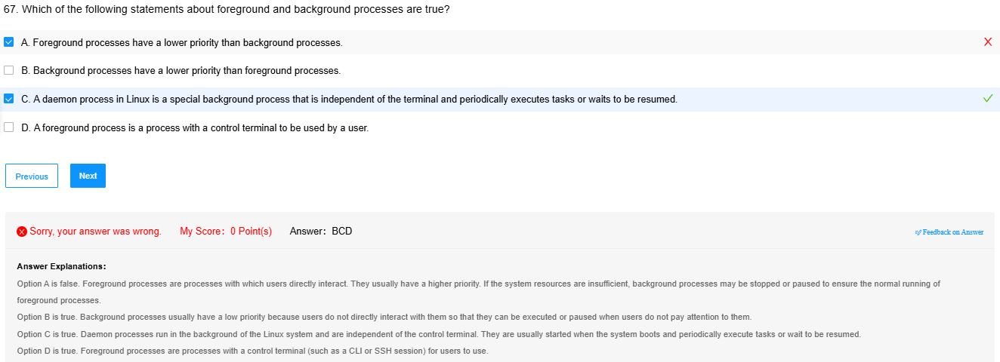 67. Which of the following statements about foreground and background processes are true?
A. Foreground processes have a lower priority than background processes.
B. Background processes have a lower priority than foreground processes.
C. A daemon process in Linux is a special background process that is independent of the terminal and periodically executes tasks or waits to be resumed.
D. A foreground process is a process with a control terminal to be used by a user.
Previous Next
Sorry, your answer was wrong. My Score: 0 Point(s) Answer: BCD Feedback on Answer
Answer Explanations:
Option A is false. Foreground processes are processes with which users directly interact. They usually have a higher priority. If the system resources are insufficient, background processes may be stopped or paused to ensure the normal running of
foreground processes.
Option B is true. Background processes usually have a low priority because users do not directly interact with them so that they can be executed or paused when users do not pay attention to them.
Option C is true. Daemon processes run in the background of the Linux system and are independent of the control terminal. They are usually started when the system boots and periodically execute tasks or wait to be resumed.
Option D is true. Foreground processes are processes with a control terminal (such as a CLI or SSH session) for users to use.